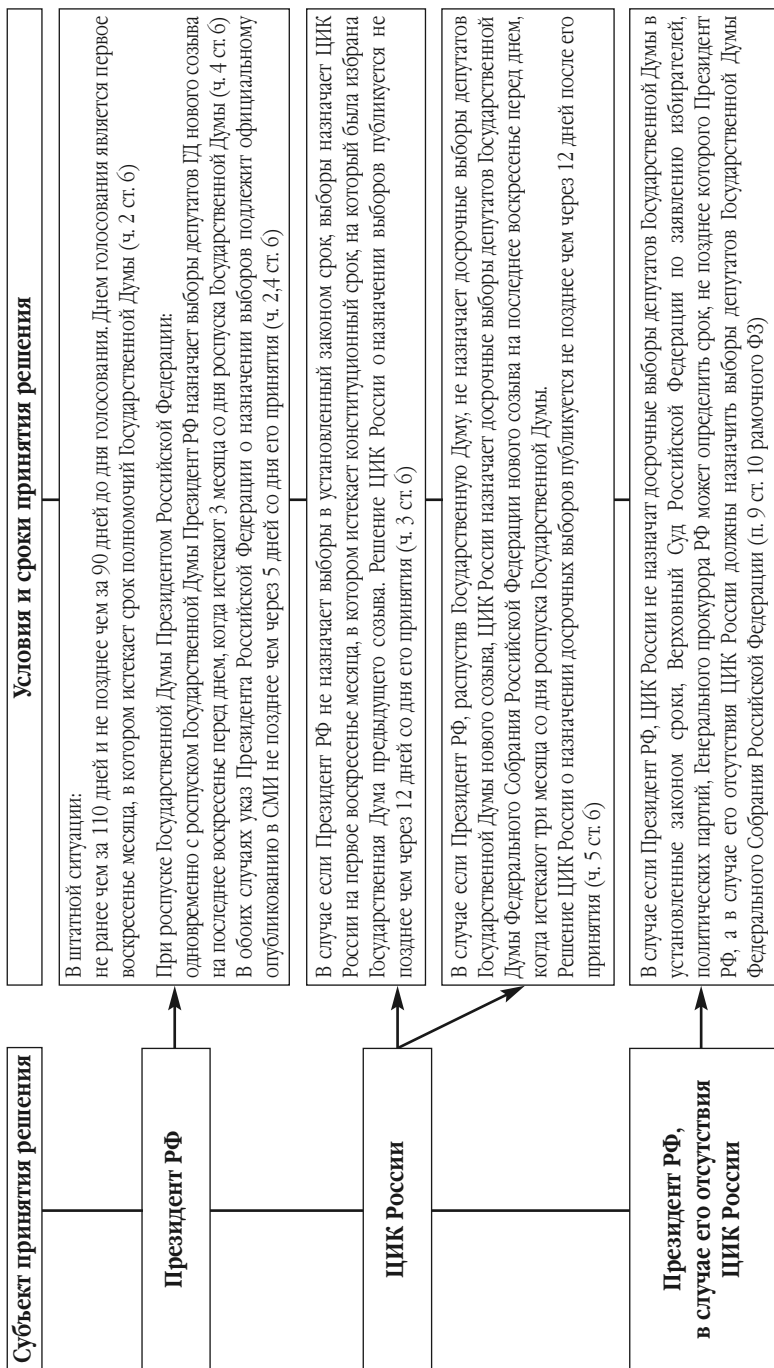 Субъект принятия решения
Условия и сроки принятия решения
Президент РФ
В штатной ситуации:
не ранее чем за 110 дней и не позднее чем за 90 дней до дня голосования. Днем голосования является первое
воскресенье месяца, в котором истекает срок полномочий Государственной Думы (ч. 2 ст. 6)
При роспуске Государственной Думы Президентом Российской Федерации:
одновременно с роспуском Государственной Думы Президент РФ назначает выборы депутатов ГД нового созыва
на последнее воскресенье перед днем, когда истекают 3 месяца со дня роспуска Государственной Думы (ч. 4 ст. 6)
В обоих случаях указ Президента Российской Федерации о назначении выборов подлежит официальному
опубликованию в СМИ не позднее чем через 5 дней со дня его принятия (ч. 2,4 ст. 6)
ЦИК России
В случае если Президент РФ не назначает выборы в установленный законом срок, выборы назначает ЦИК
России на первое воскресенье месяца, в котором истекает конституционный срок, на который была избрана
Государственная Дума предыдущего созыва. Решение ЦИК России о назначении выборов публикуется не
позднее чем через 12 дней со дня его принятия (ч. 3 ст. 6)
В случае если Президент РФ, распустив Государственную Думу, не назначает досрочные выборы депутатов
Государственной Думы нового созыва, ЦИК России назначает досрочные выборы депутатов Государственной
Думы Федерального Собрания Российской Федерации нового созыва на последнее воскресенье перед днем,
когда истекают три месяца со дня роспуска Государственной Думы.
Решение ЦИК России о назначении досрочных выборов публикуется не позднее чем через 12 дней после его
принятия (ч. 5 ст. 6)
Президент РФ,
в случае его отсутствия
ЦИК России
В случае если Президент РФ, ЦИК России не назначат досрочные выборы депутатов Государственной Думы в
установленные законом сроки, Верховный Суд Российской Федерации по заявлению избирателей,
политических партий, Генерального прокурора РФ может определить срок, не позднее которого Президент
РФ, а в случае его отсутствия ЦИК России должны назначить выборы депутатов Государственной Думы
Федерального Собрания Российской Федерации (п. 9 ст. 10 рамочного ФЗ)